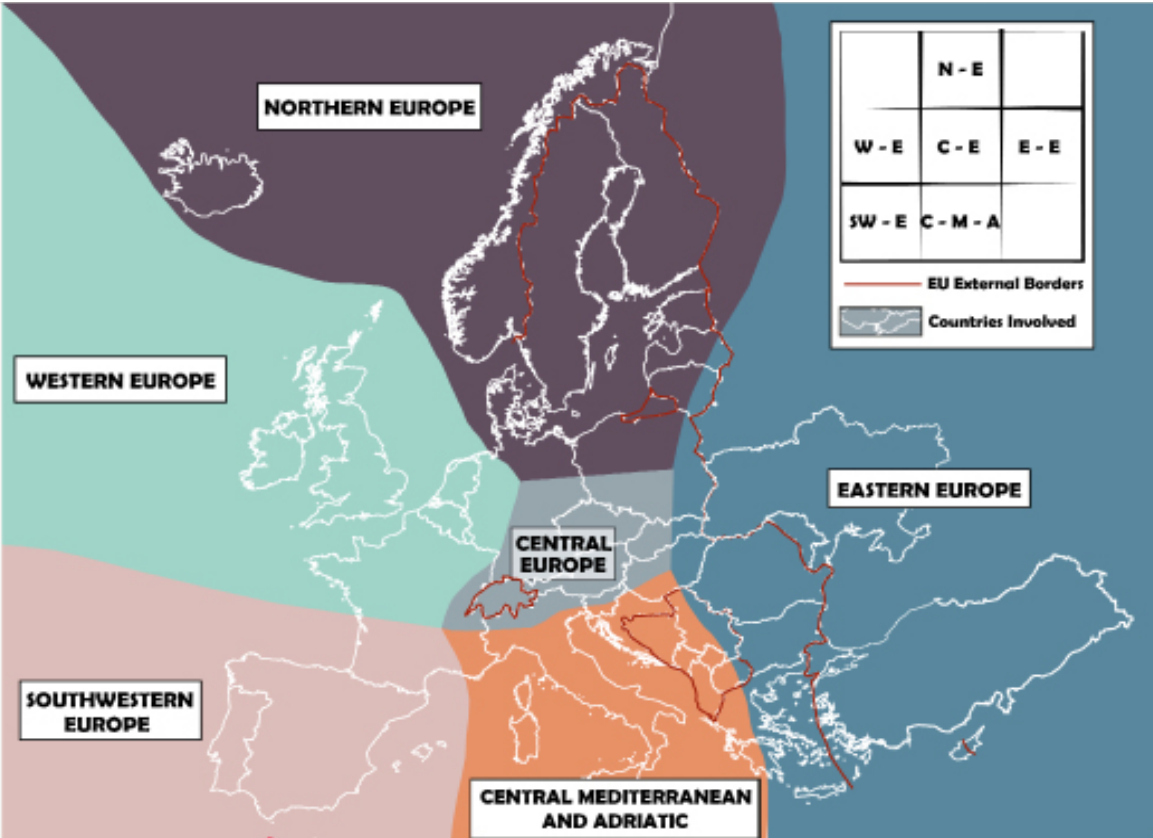 NORTHERN EUROPE
N - E
W - E
C - E
E - E
SW - E
C - M - A
EU External Borders
Countries Involved
WESTERN EUROPE
EASTERN EUROPE
CENTRAL
EUROPE
SOUTHWESTERN
EUROPE
CENTRAL MEDITERRANEAN
AND ADRIATIC